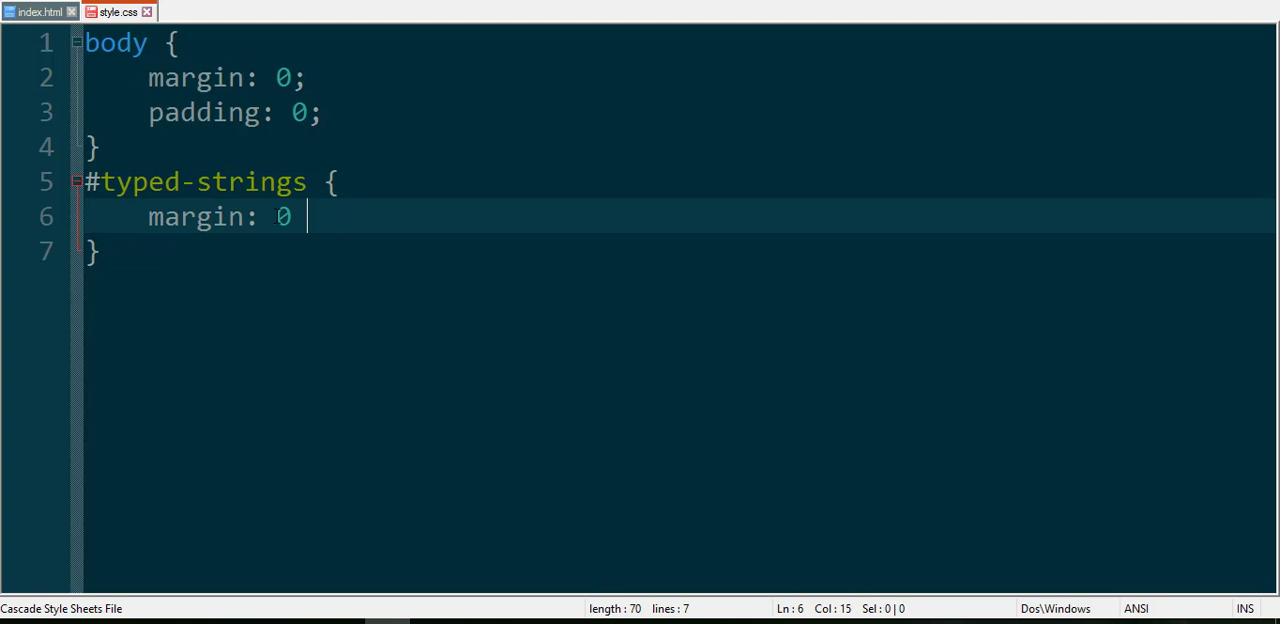 index.html style.css
1 body {
2 margin: 0;
3 padding: 0;
4 }
5 #typed-strings {
6 margin: 0
7 }
Cascade Style Sheets File length : 70 lines : 7 Ln : 6 Col : 15 Sel : 0 | 0 Dos\Windows ANSI INS